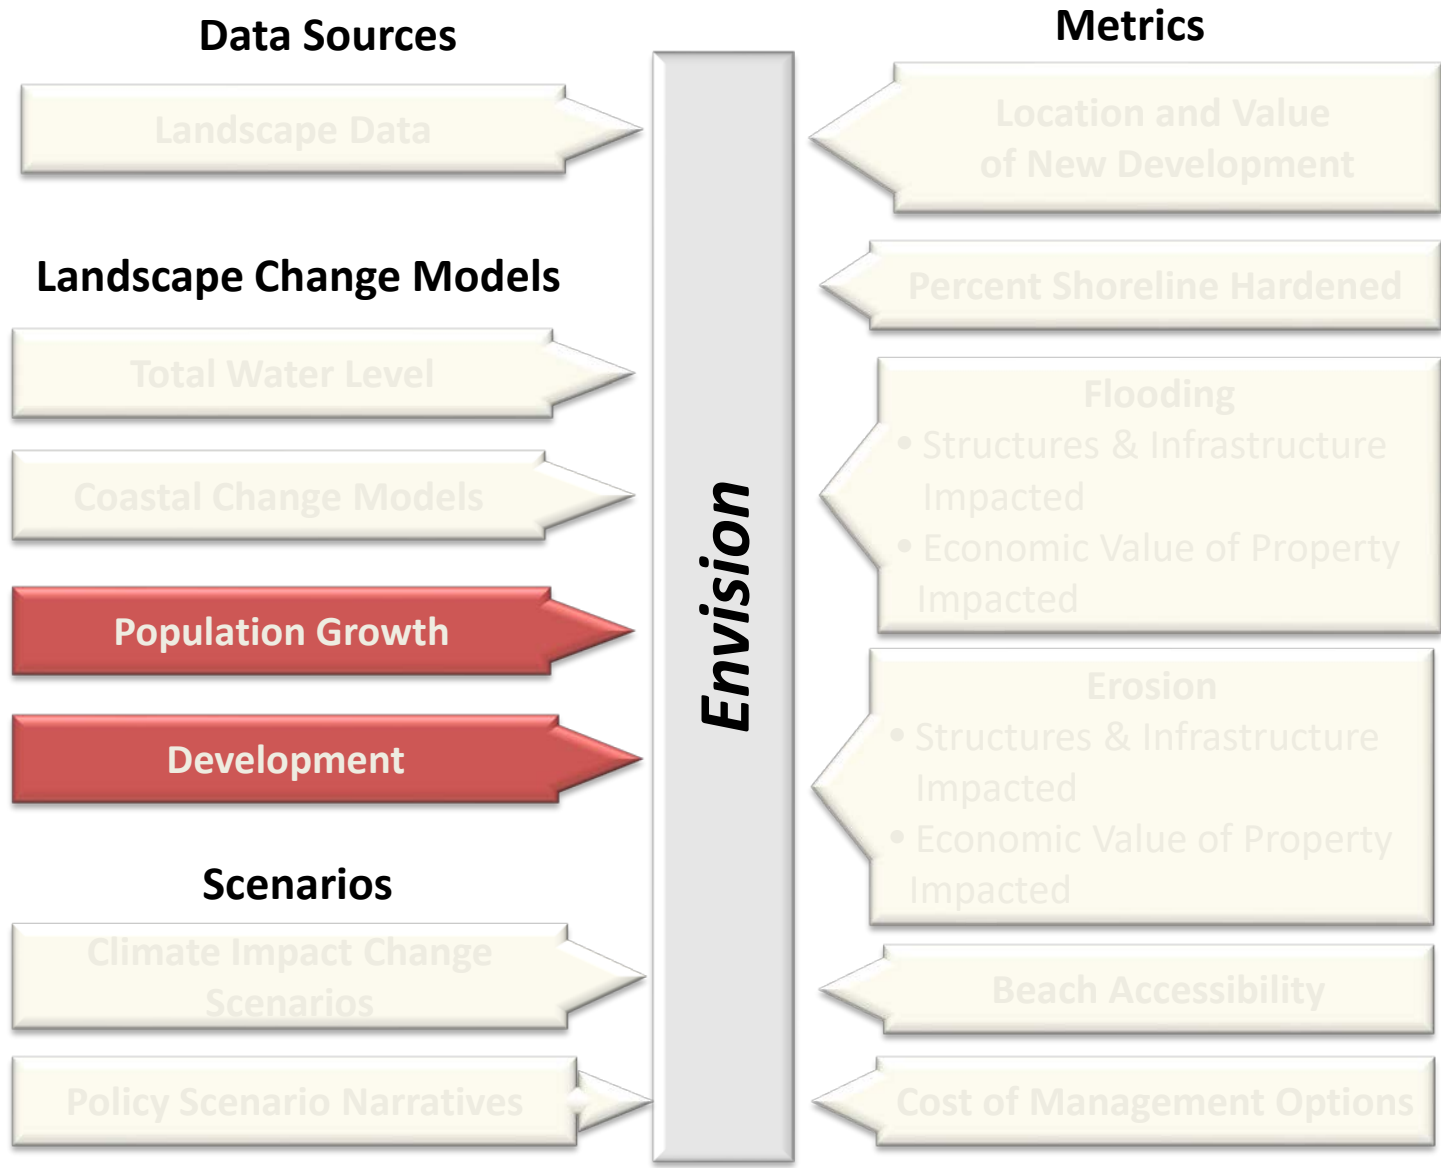 Data Sources
Landscape Data
Landscape Change Models
Total Water Level
Coastal Change Models
Population Growth
Development
Scenarios
Climate Impact Change
Scenarios
Policy Scenario Narratives
Envision
Metrics
Location and Value
of New Development
Percent Shoreline Hardened
Flooding
• Structures & Infrastructure
Impacted
• Economic Value of Property
Impacted
Erosion
• Structures & Infrastructure
Impacted
• Economic Value of Property
Impacted
Beach Accessibility
Cost of Management Options